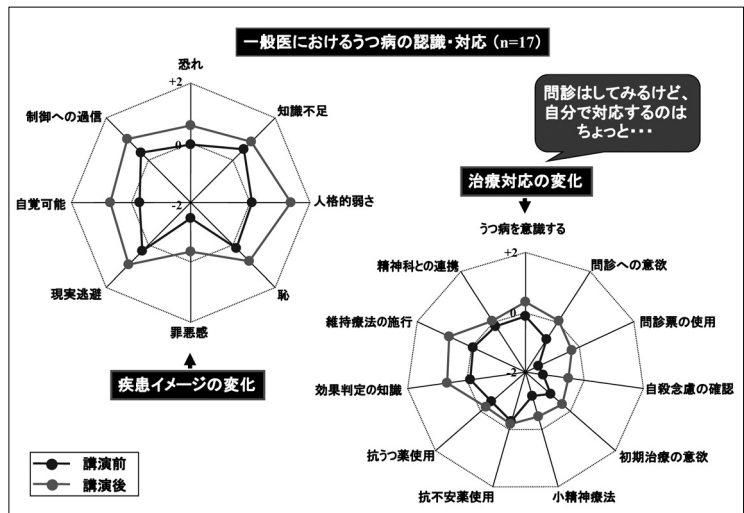 一般医におけるうつ病の認識・対応 (n=17)
恐れ
+2
制御への過信
知識不足
0
自覚可能
-2
人格的弱さ
現実逃避
恥
罪悪感
疾患イメージの変化
講演前
講演後
問診はしてみるけど、
自分で対応するのは
ちょっと・・・
治療対応の変化
うつ病を意識する
+2
精神科との連携
問診への意欲
維持療法の施行
0
問診票の使用
-2
効果判定の知識
自殺念慮の確認
抗うつ薬使用
初期治療の意欲
抗不安薬使用
小精神療法